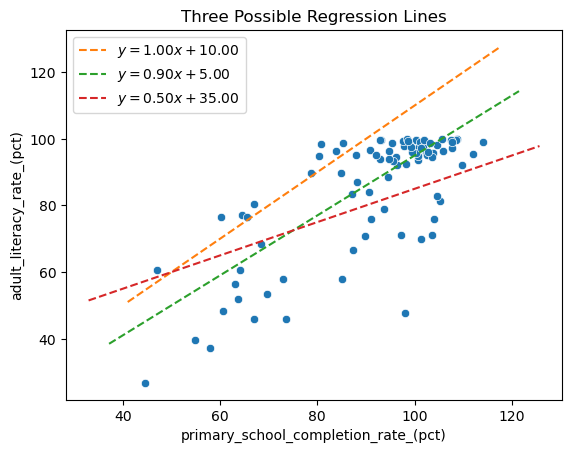 Three Possible Regression Lines
y = 1.00x + 10.00
y = 0.90x + 5.00
y = 0.50x + 35.00
adult_literacy_rate_(pct)
120
100
80
60
40
40
60
80
100
120
primary_school_completion_rate_(pct)